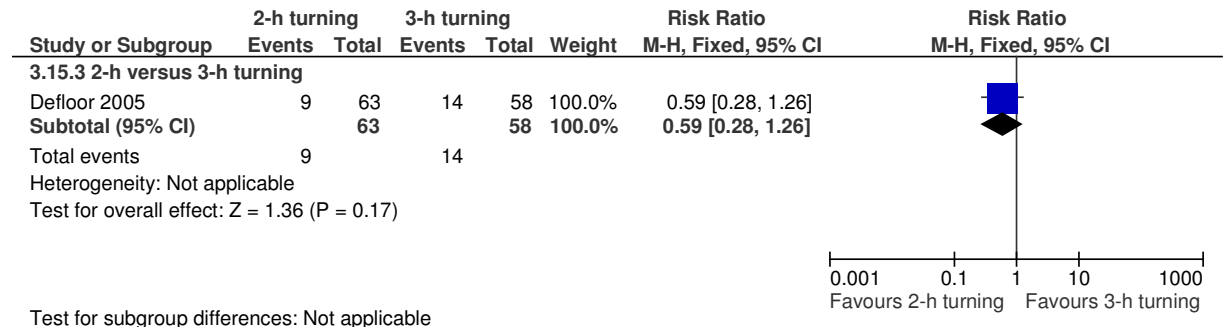 2-h turning 3-h turning Risk Ratio Risk Ratio
Study or Subgroup Events Total Events Total Weight M-H, Fixed, 95% CI M-H, Fixed, 95% CI
3.15.3 2-h versus 3-h turning
Defloor 2005 9 63 14 58 100.0% 0.59 [0.28, 1.26]
Subtotal (95% CI) 63 58 100.0% 0.59 [0.28, 1.26]
Total events 9 14
Heterogeneity: Not applicable
Test for overall effect: Z = 1.36 (P = 0.17)
0.001 0.1 1 10 1000
Favours 2-h turning Favours 3-h turning
Test for subgroup differences: Not applicable